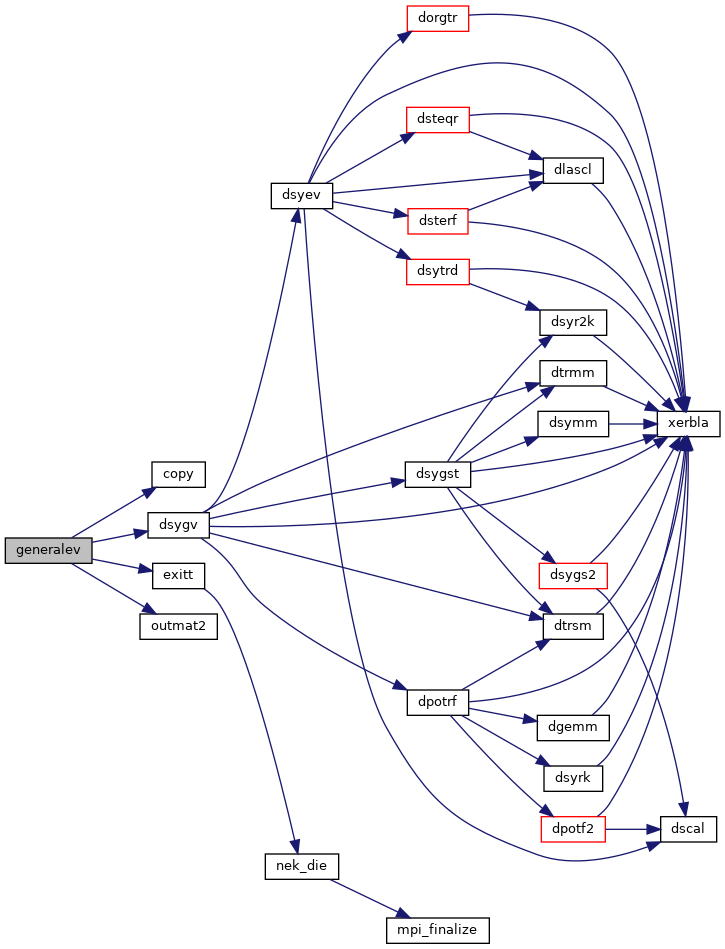 dorgtr
dsteqr
dlascl
dsyev
dsterf
dsytrd
dsyr2k
dtrmm
dsymm
xerbla
copy
dsygst
dsygv
generalev
exitt
dsygs2
outmat2
dtrsm
dpotrf
dgemm
dsyrk
dpotf2
dscal
nek_die
mpi_finalize